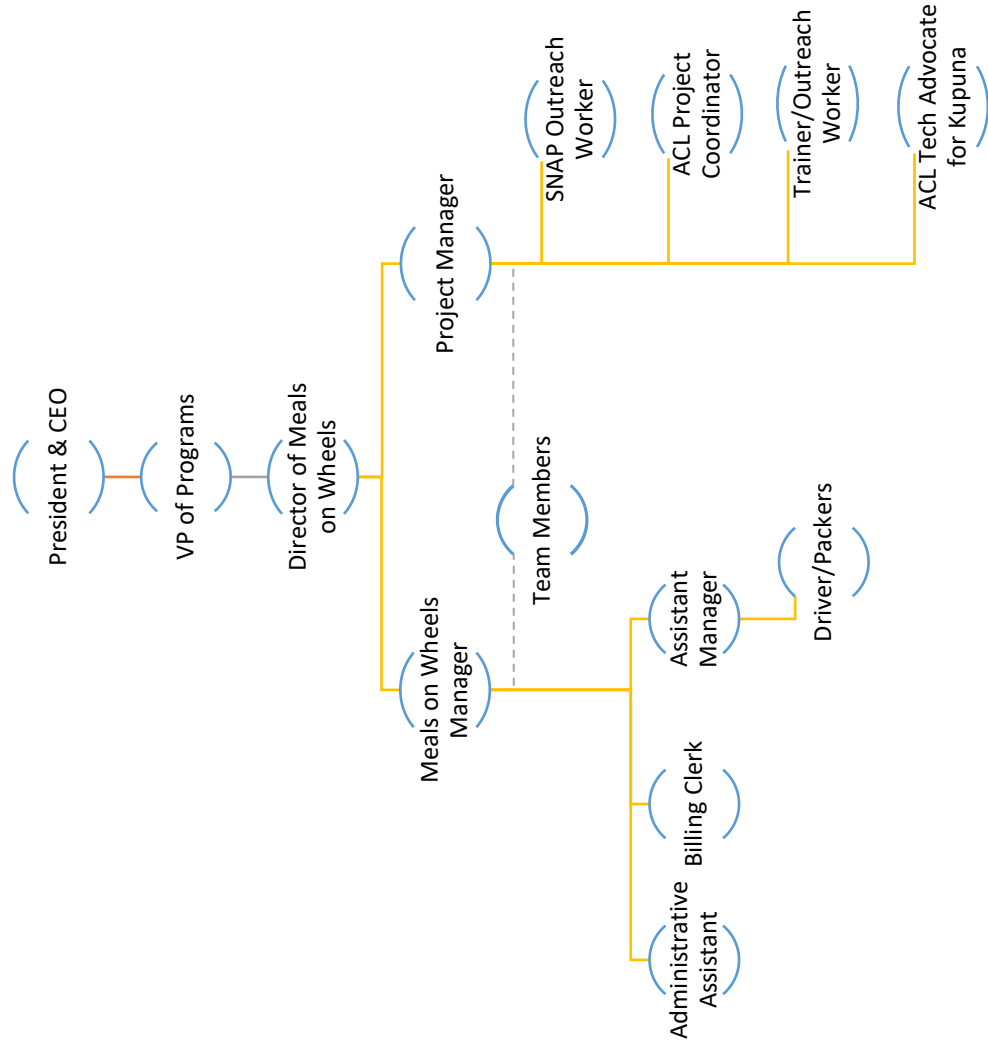 President & CEO
VP of Programs
Director of Meals
on Wheels
Meals on Wheels
Manager
Project Manager
Team Members
Administrative
Assistant
Billing Clerk
Assistant
Manager
Driver/Packers
SNAP Outreach
Worker
ACL Project
Coordinator
Trainer/Outreach
Worker
ACL Tech Advocate
for Kupuna